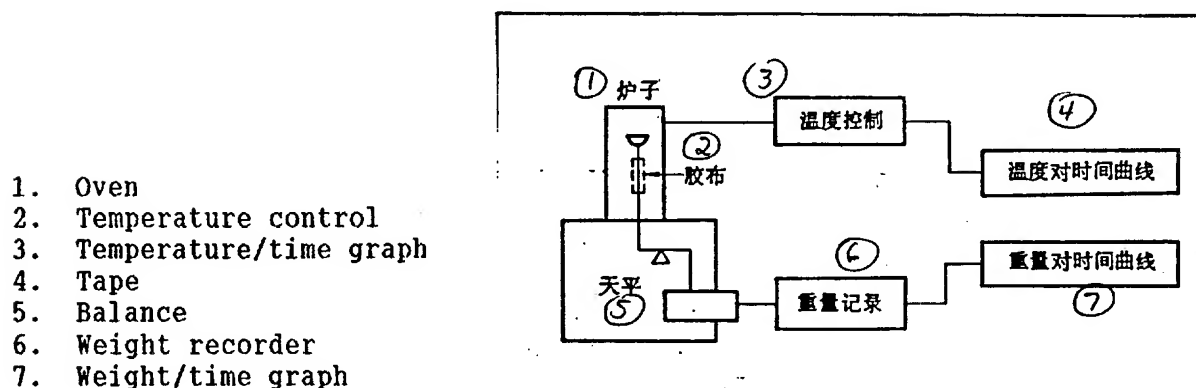 1. Oven
2. Temperature control
3. Temperature/time graph
4. Tape
5. Balance
6. Weight recorder
7. Weight/time graph
① 炉子
③
温度控制
④
温度对时间曲线
②
胶布
天平
⑤
⑥
重量记录
重量对时间曲线
⑦